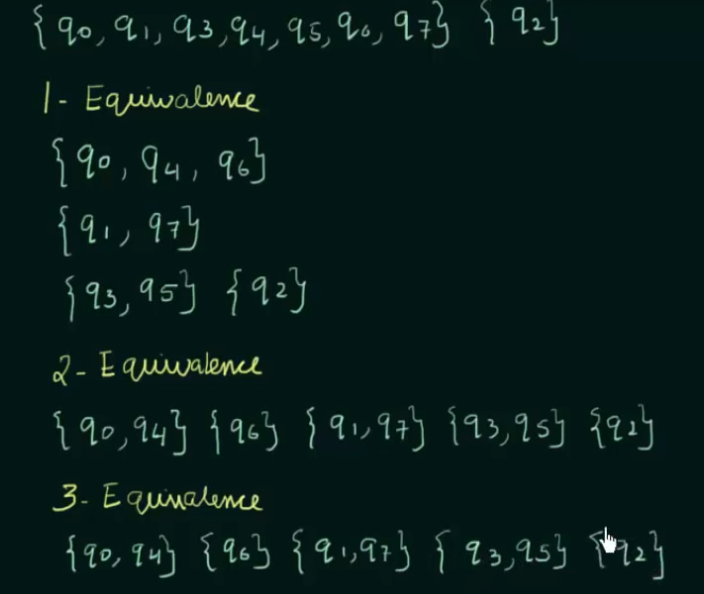 {q0, q1, q3, q4, q5, q6, q7} {q2}
1- Equivalence
{q0, q4, q6}
{q1, q7}
{q3, q5} {q2}
2- Equivalence
{q0, q4} {q6} {q1, q7} {q3, q5} {q2}
3- Equivalence
{q0, q4} {q6} {q1, q7} {q3, q5} {q2}